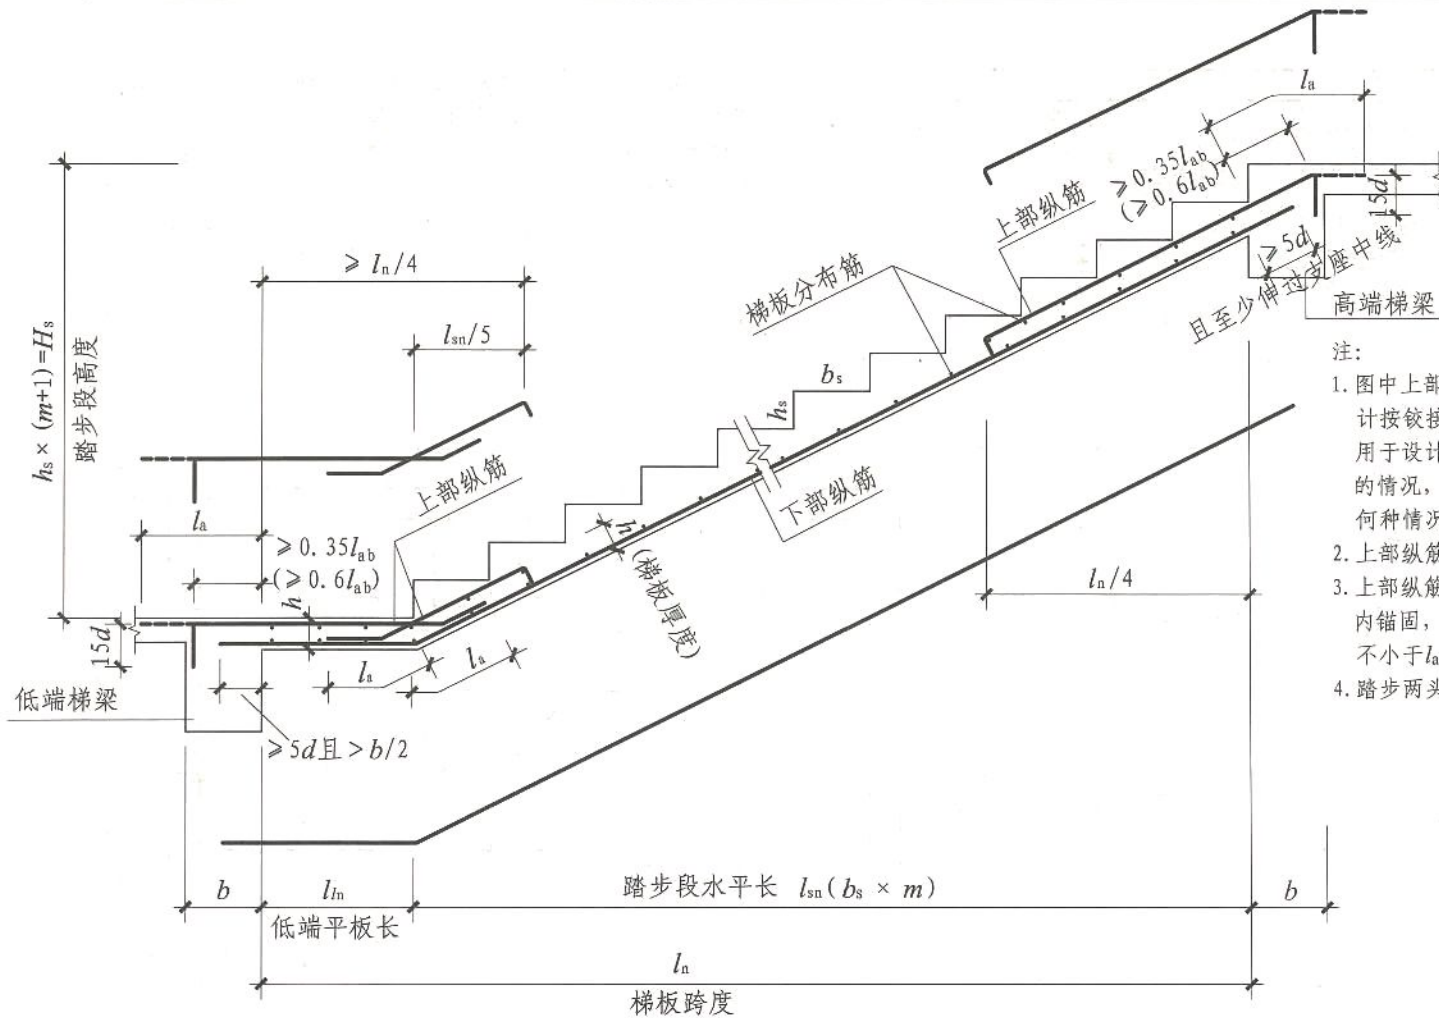 lₐ
≥0.35lab
(≥0.6lab)
上部纵筋
15d
≥5d
且至少伸过支座中线
高端梯梁
梯板分布筋
≥ln/4
lsn/5
hs×(m+1)=Hs
踏步段高度
bs
hs
上部纵筋
下部纵筋
la
≥0.35lab
(≥0.6lab)
h
h(梯板厚度)
15d
la
la
ln/4
低端梯梁
≥5d且>b/2
注:
1.图中上部
计按铰接
用于设计
的情况,
何种情况
2.上部纵筋
3.上部纵筋
内锚固,
不小于la
4.踏步两头
b
lln
踏步段水平长 lsn(bs×m)
b
低端平板长
ln
梯板跨度